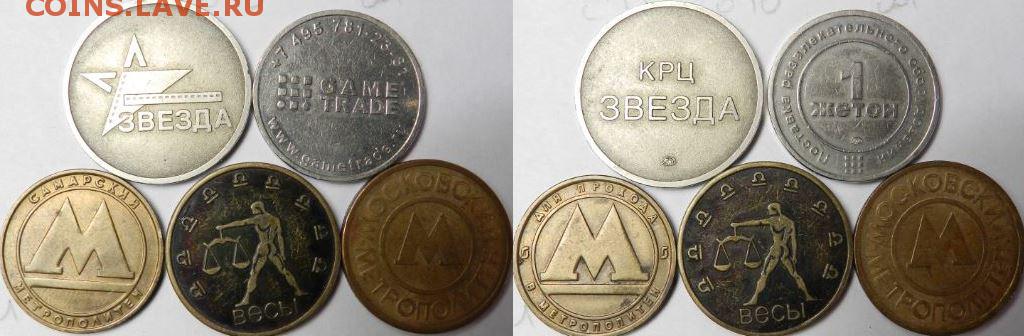 COINS.LAVE.RU
ЗВЕЗДА
+7 495 781-23-91
GAME
TRADE
www.gametrade.ru
КРЦ
ЗВЕЗДА
Поставка развлекательного оборудования
1
ЖЕТОН
САМАРСКИЙ
М
МЕТРОПОЛИТЕН
ВЕСЫ
МОСКОВСКИЙ
М
МЕТРОПОЛИТЕН
ДЛЯ ПРОХОДА
М
В МЕТРОПОЛИТЕН
ВЕСЫ
МОСКОВСКИЙ
М
МЕТРОПОЛИТЕН